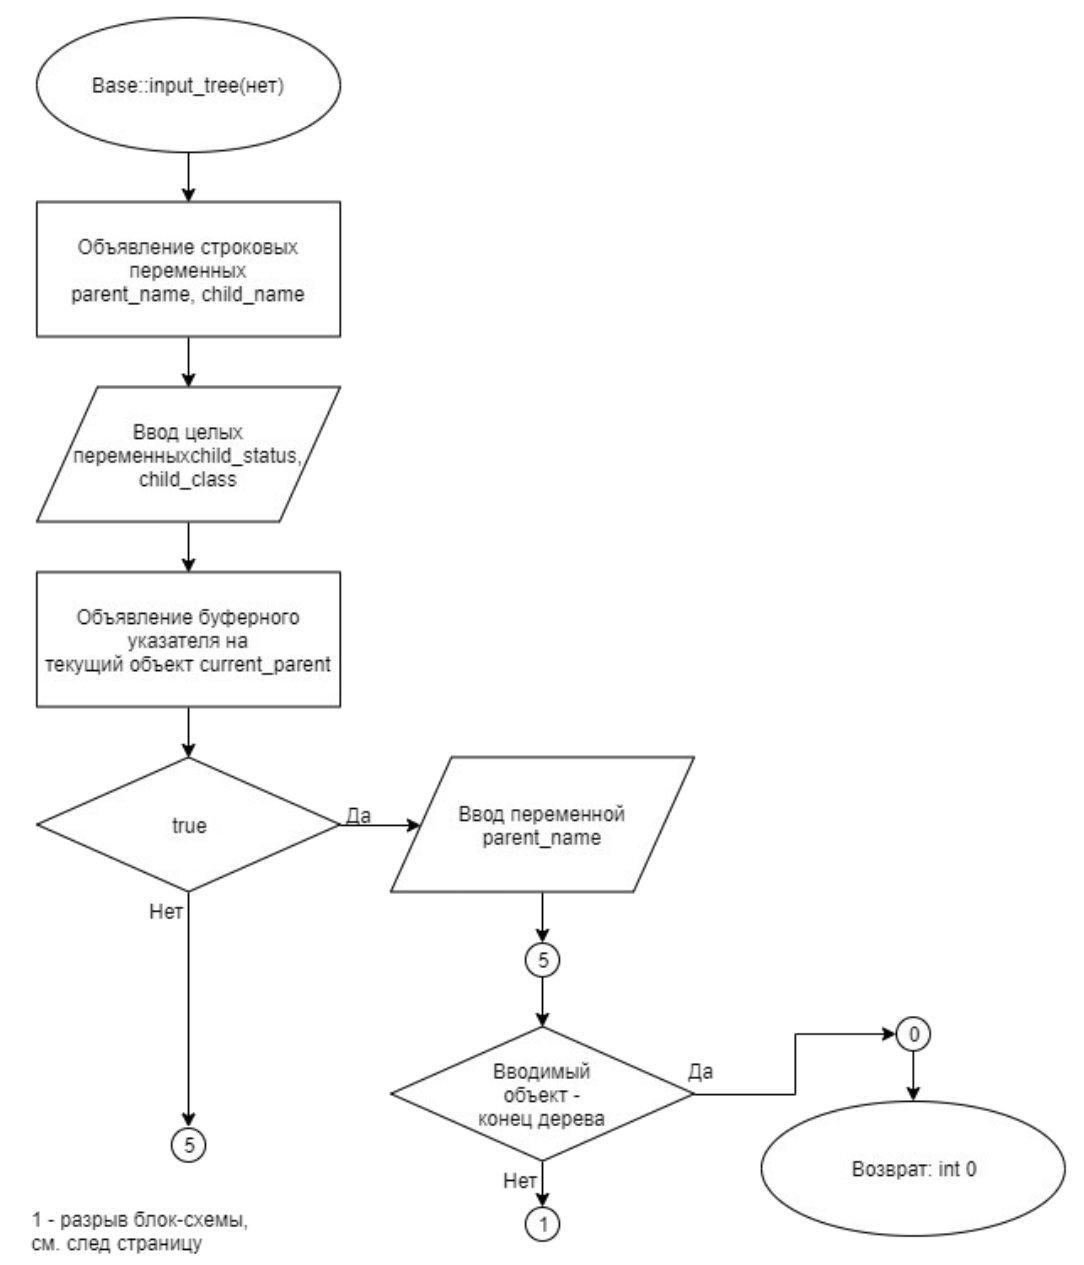 Base::input_tree(нет)
Объявление строковых
переменных
parent_name, child_name
Ввод целых
переменныхchild_status,
child_class
Объявление буферного
указателя на
текущий объект current_parent
true
Да
Ввод переменной
parent_name
Нет
5
5
Вводимый
объект -
конец дерева
Да
0
Возврат: int 0
Нет
1
1 - разрыв блок-схемы,
см. след страницу